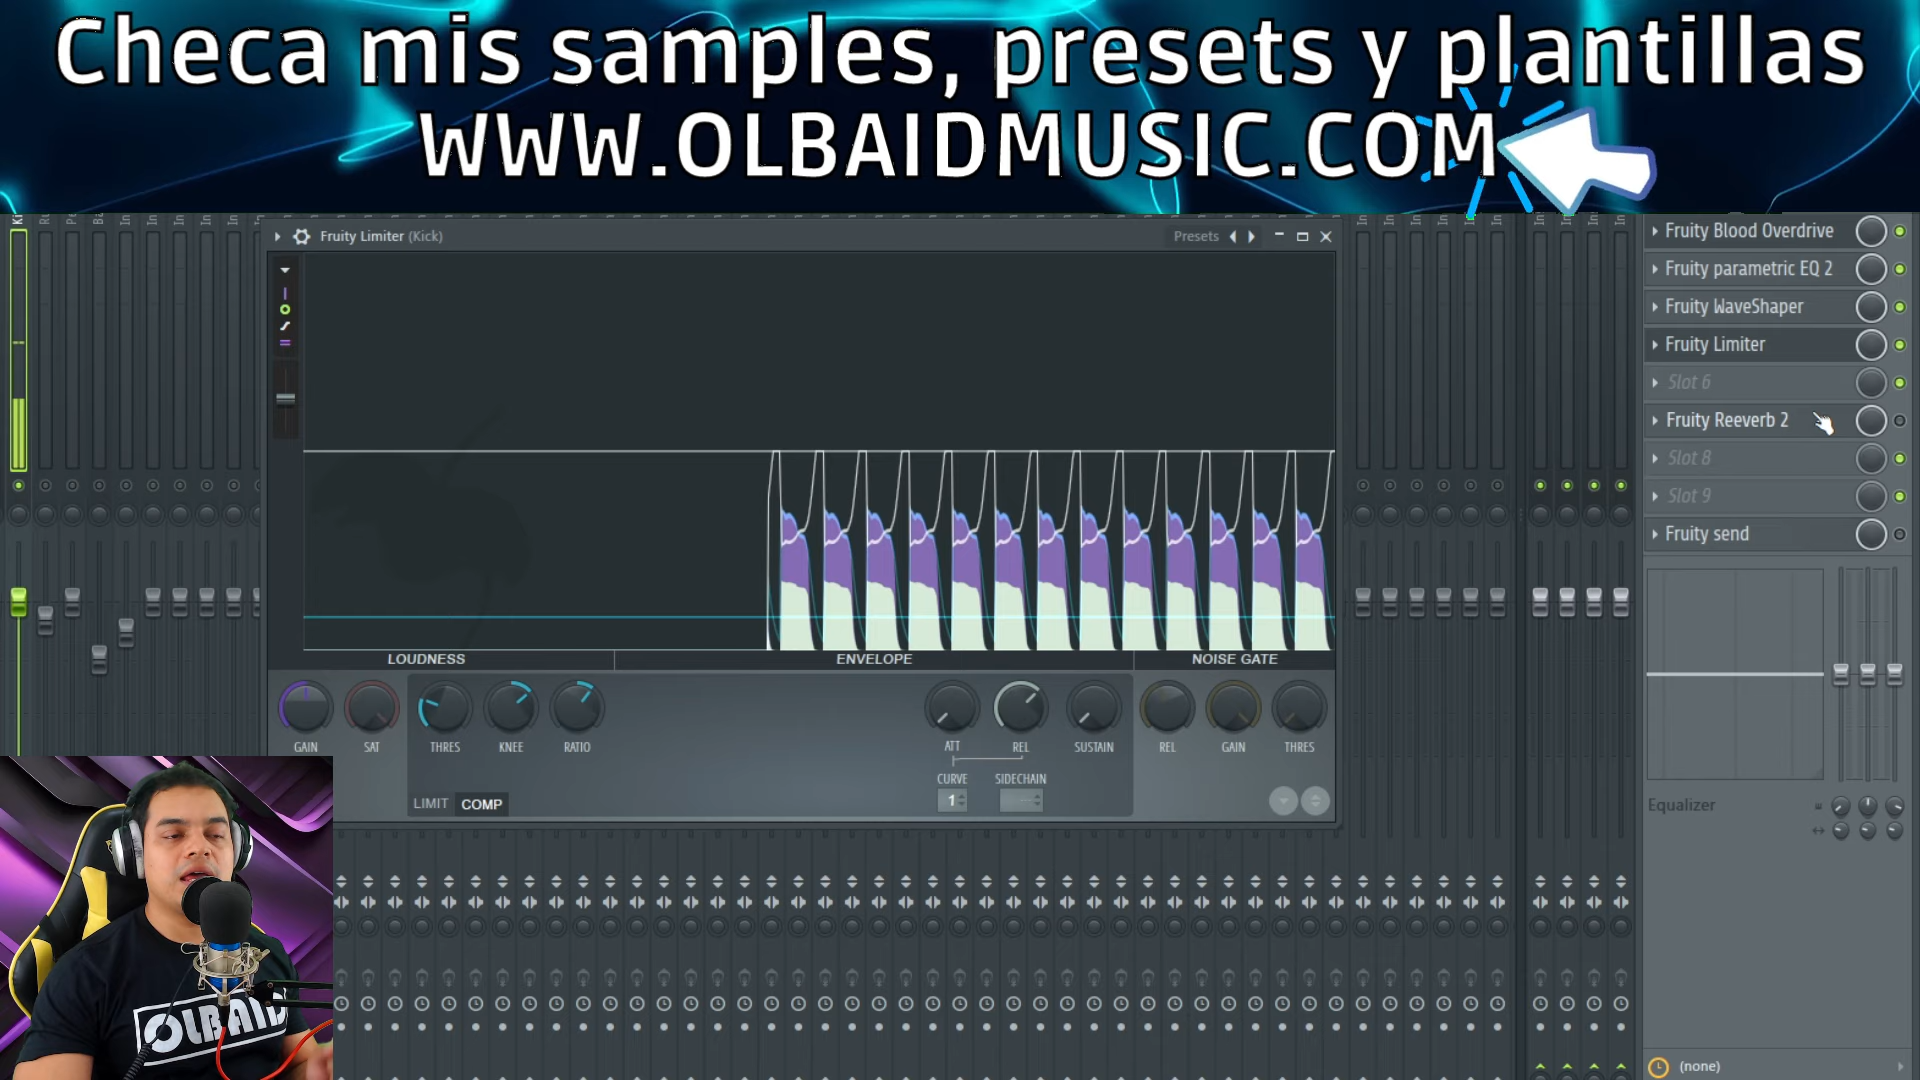 Checa mis samples, presets y plantillas
WWW.OLBAIDMUSIC.COM
Fruity Limiter (Kick)
Presets
LOUDNESS
ENVELOPE
NOISE GATE
GAIN SAT THRES KNEE RATIO ATT REL SUSTAIN REL GAIN THRES
CURVE SIDECHAIN
1
LIMIT COMP
Fruity Blood Overdrive
Fruity parametric EQ 2
Fruity WaveShaper
Fruity Limiter
Slot 6
Fruity Reeverb 2
Slot 8
Slot 9
Fruity send
Equalizer
(none)
OLBAID